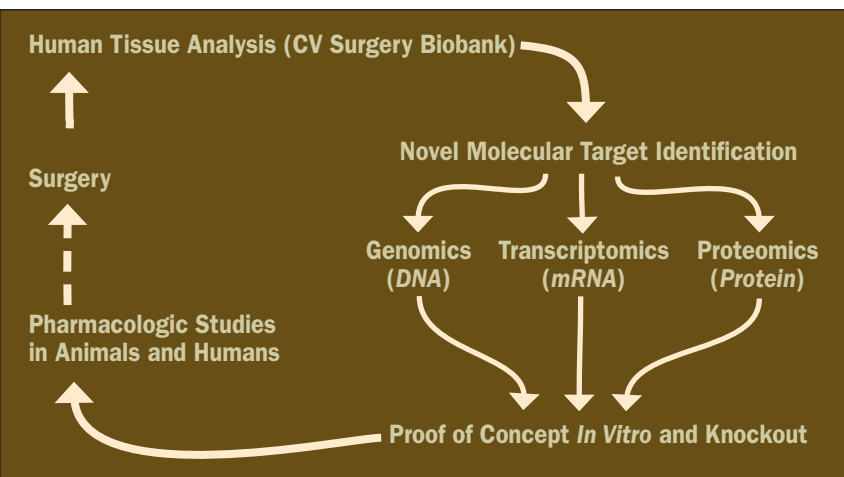 Human Tissue Analysis (CV Surgery Biobank)
Novel Molecular Target Identification
Surgery
Genomics
(DNA)
Transcriptomics
(mRNA)
Proteomics
(Protein)
Pharmacologic Studies
in Animals and Humans
Proof of Concept In Vitro and Knockout